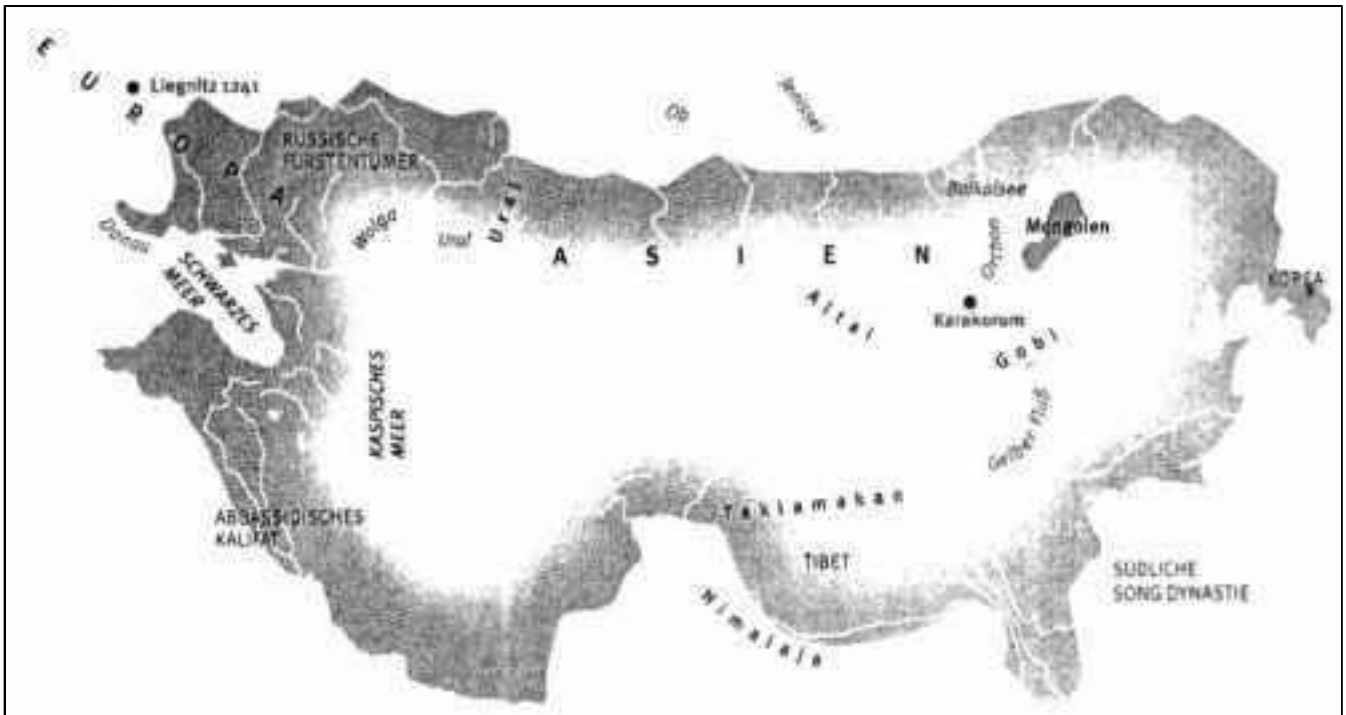 EUROPA
Liegnitz 1241
RUSSISCHE
FÜRSTENTÜMER
Ob
Jenissei
Donau
Wolga
Ural
Ural
ASIEN
Baikalsee
Mongolen
Orchon
SCHWARZES
MEER
Altai
Karakorum
KOREA
Gobi
KASPISCHES
MEER
Gelber Fluß
Taklamakan
ABBASSIDISCHES
KALIFAT
TIBET
SÜDLICHE
SONG DYNASTIE
Himalaja